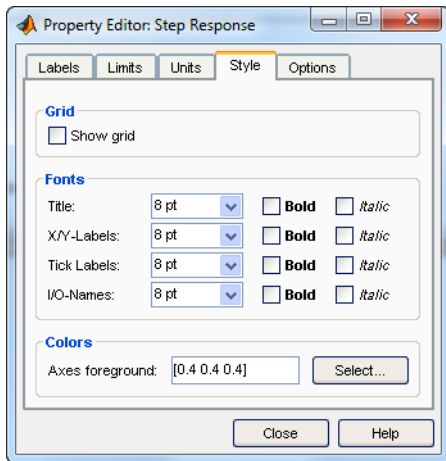 Property Editor: Step Response
Labels Limits Units Style Options
Grid
Show grid
Fonts
Title: 8 pt Bold Italic
X/Y-Labels: 8 pt Bold Italic
Tick Labels: 8 pt Bold Italic
I/O-Names: 8 pt Bold Italic
Colors
Axes foreground: [0.4 0.4 0.4] Select...
Close Help